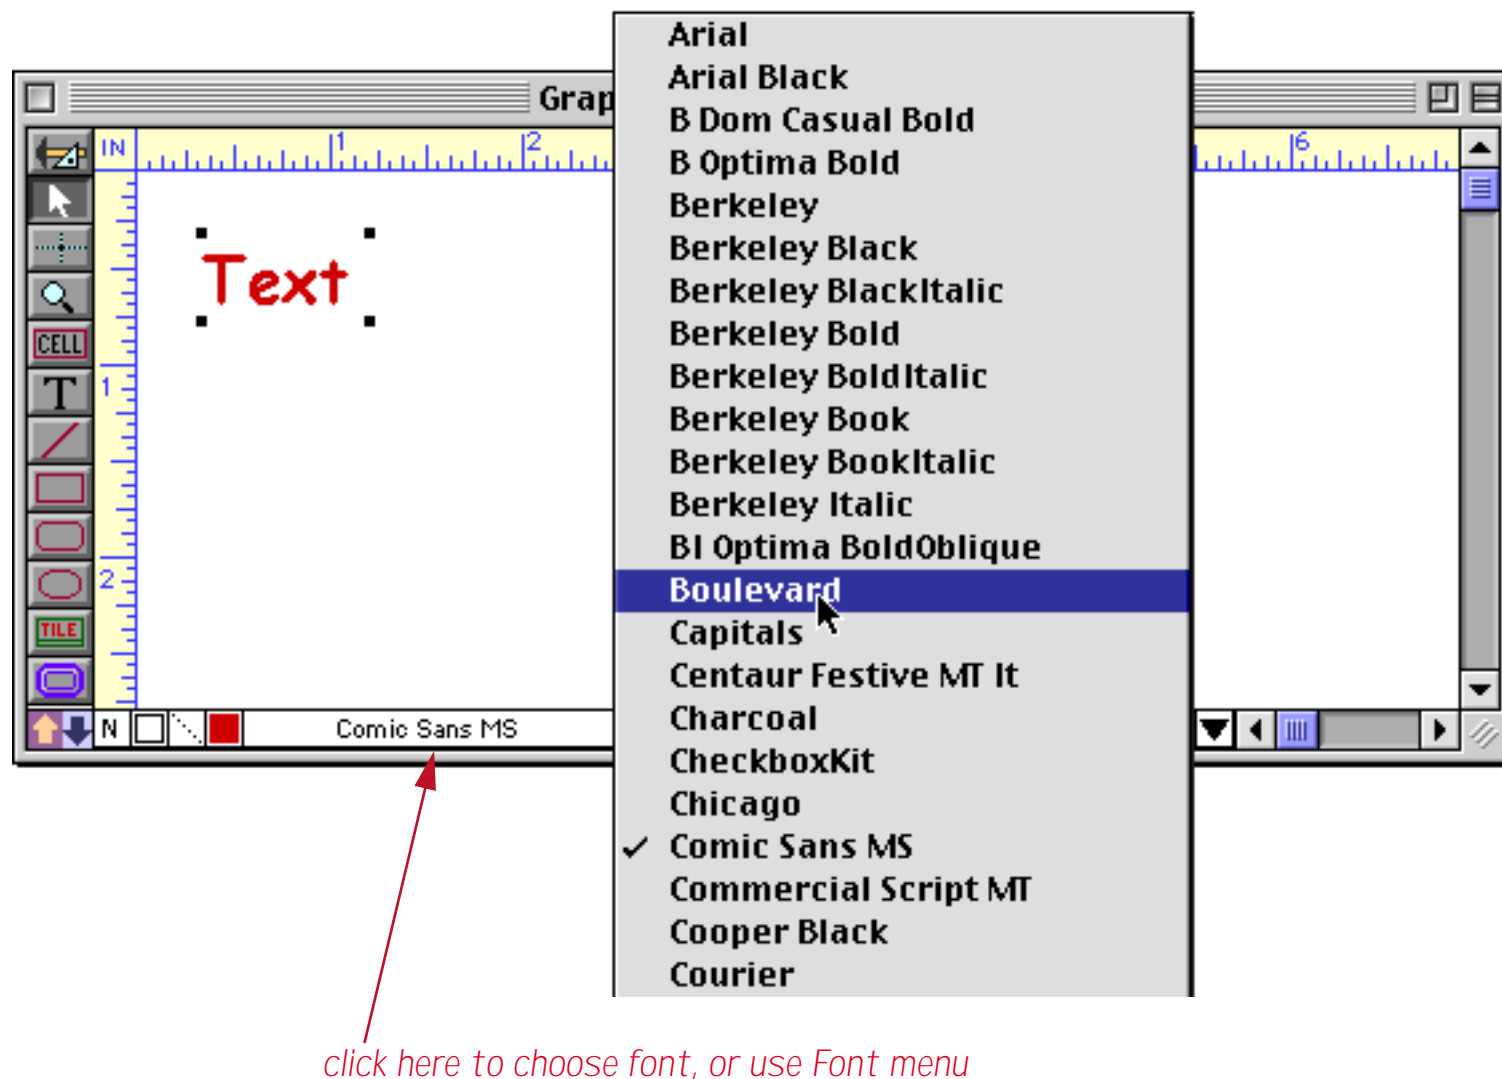 Grap
IN
1
2
6
Text
CELL
T
1
2
TILE
N
Comic Sans MS
Arial
Arial Black
B Dom Casual Bold
B Optima Bold
Berkeley
Berkeley Black
Berkeley BlackItalic
Berkeley Bold
Berkeley BoldItalic
Berkeley Book
Berkeley BookItalic
Berkeley Italic
BI Optima BoldOblique
Boulevard
Capitals
Centaur Festive MT It
Charcoal
CheckboxKit
Chicago
✓ Comic Sans MS
Commercial Script MT
Cooper Black
Courier
click here to choose font, or use Font menu